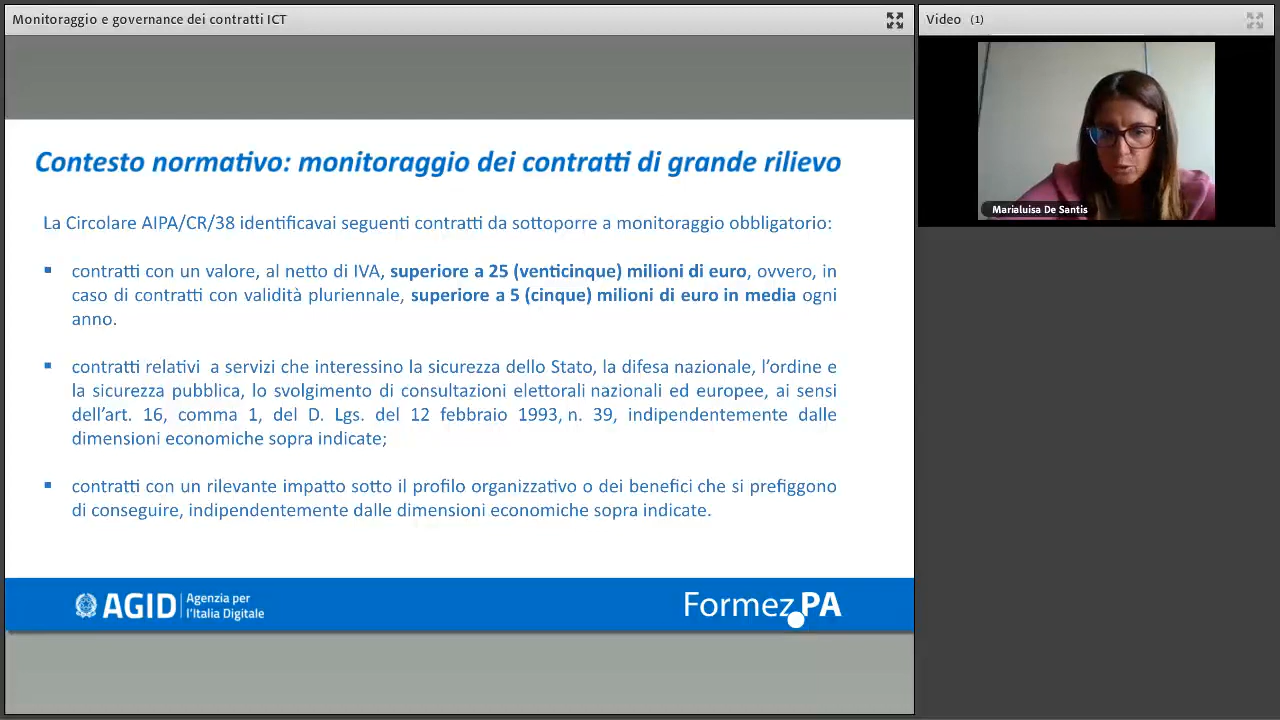 Monitoraggio e governance dei contratti ICT
Video (1)
Marialuisa De Santis
Contesto normativo: monitoraggio dei contratti di grande rilievo
La Circolare AIPA/CR/38 identificavai seguenti contratti da sottoporre a monitoraggio obbligatorio:
▪ contratti con un valore, al netto di IVA, superiore a 25 (venticinque) milioni di euro, ovvero, in
caso di contratti con validità pluriennale, superiore a 5 (cinque) milioni di euro in media ogni
anno.
▪ contratti relativi a servizi che interessino la sicurezza dello Stato, la difesa nazionale, l'ordine e
la sicurezza pubblica, lo svolgimento di consultazioni elettorali nazionali ed europee, ai sensi
dell'art. 16, comma 1, del D. Lgs. del 12 febbraio 1993, n. 39, indipendentemente dalle
dimensioni economiche sopra indicate;
▪ contratti con un rilevante impatto sotto il profilo organizzativo o dei benefici che si prefiggono
di conseguire, indipendentemente dalle dimensioni economiche sopra indicate.
AGID
Agenzia per
l'Italia Digitale
FormezPA